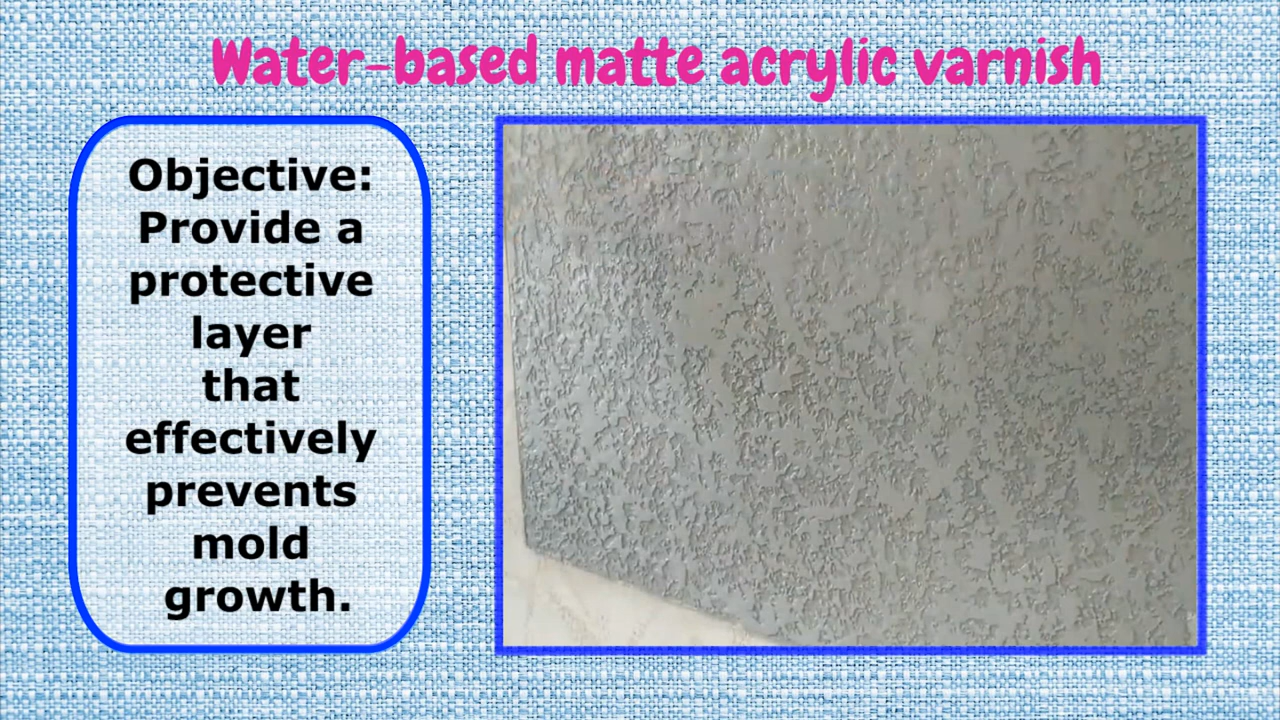 Water-based matte acrylic varnish
Objective:
Provide a
protective
layer
that
effectively
prevents
mold
growth.